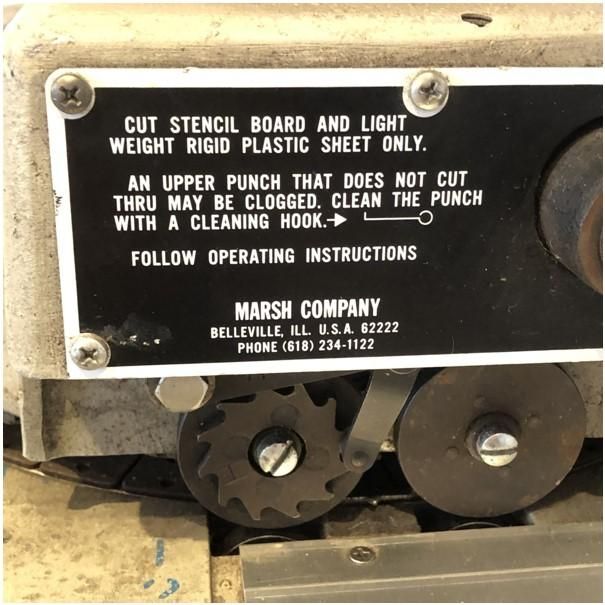 CUT STENCIL BOARD AND LIGHT
WEIGHT RIGID PLASTIC SHEET ONLY.
AN UPPER PUNCH THAT DOES NOT CUT
THRU MAY BE CLOGGED. CLEAN THE PUNCH
WITH A CLEANING HOOK.→
FOLLOW OPERATING INSTRUCTIONS
MARSH COMPANY
BELLEVILLE, ILL. U.S.A. 62222
PHONE (618) 234-1122